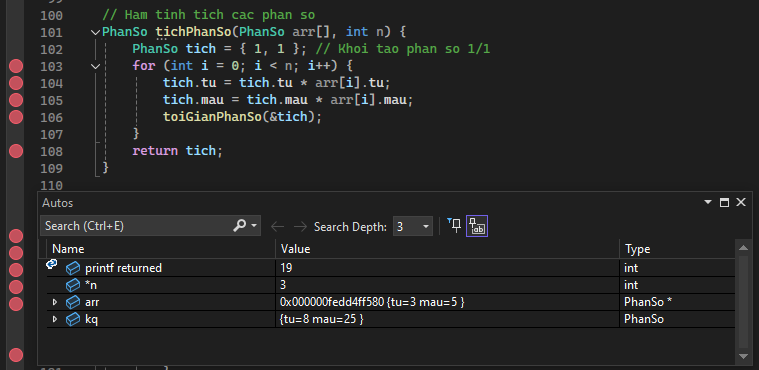 100 // Ham tinh tich cac phan so
101 PhanSo tichPhanSo(PhanSo arr[], int n) {
102 PhanSo tich = { 1, 1 }; // Khoi tao phan so 1/1
103 for (int i = 0; i < n; i++) {
104 tich.tu = tich.tu * arr[i].tu;
105 tich.mau = tich.mau * arr[i].mau;
106 toiGianPhanSo(&tich);
107 }
108 return tich;
109 }
110
Autos
Search (Ctrl+E) Search Depth: 3
Name Value Type
printf returned 19 int
*n 3 int
arr 0x000000fedd4ff580 {tu=3 mau=5 } PhanSo *
kq {tu=8 mau=25 } PhanSo